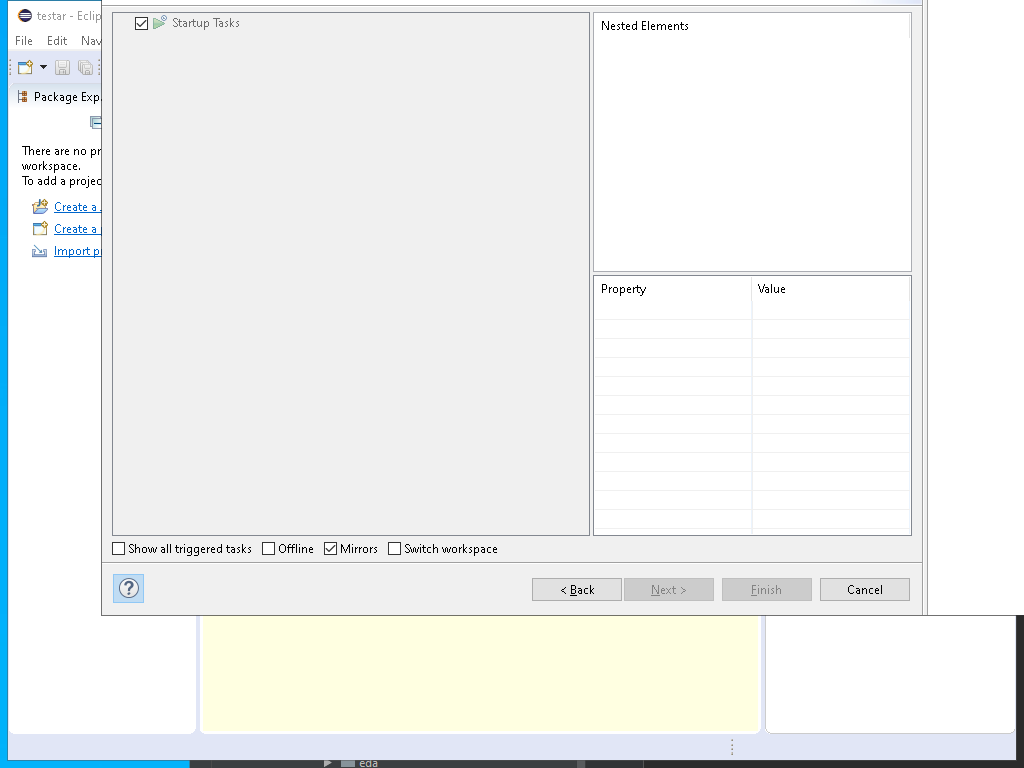 testar - Eclip
File Edit Nav
Package Exp
There are no pr
workspace.
To add a projec
Create a
Create a
Import p
Startup Tasks
Nested Elements
Property Value
Show all triggered tasks Offline Mirrors Switch workspace
? < Back Next > Finish Cancel
eda